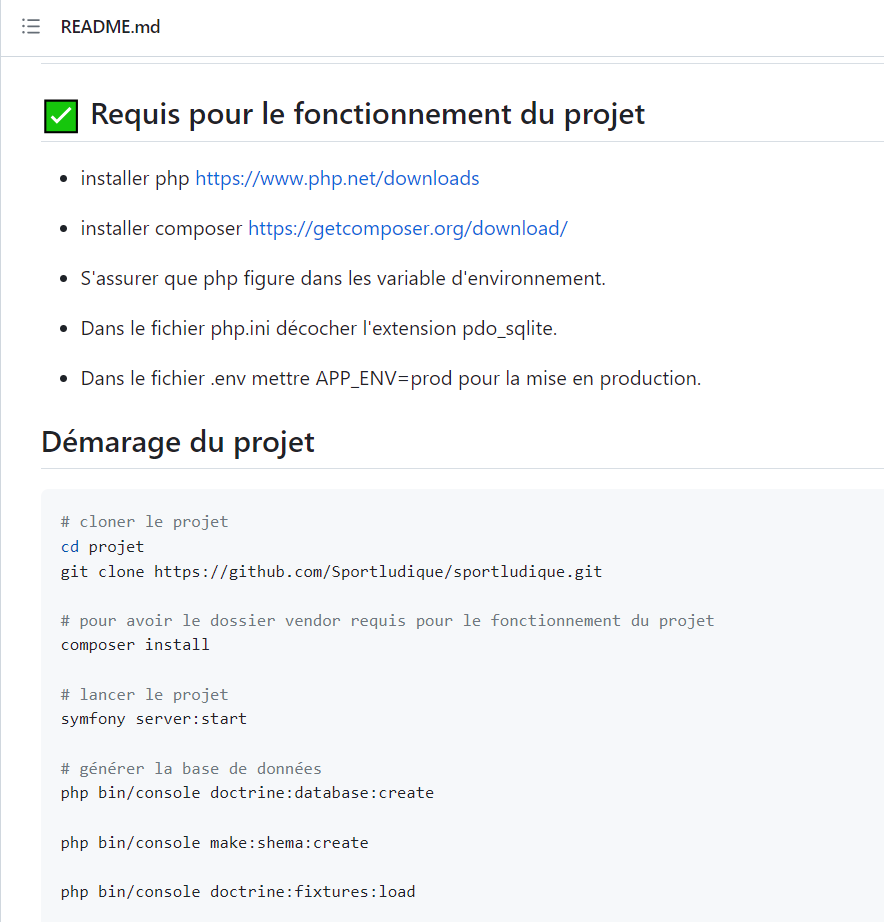 README.md
✅ Requis pour le fonctionnement du projet
installer php https://www.php.net/downloads
installer composer https://getcomposer.org/download/
S'assurer que php figure dans les variable d'environnement.
Dans le fichier php.ini décocher l'extension pdo_sqlite.
Dans le fichier .env mettre APP_ENV=prod pour la mise en production.
Démarage du projet
# cloner le projet
cd projet
git clone https://github.com/Sportludique/sportludique.git
# pour avoir le dossier vendor requis pour le fonctionnement du projet
composer install
# lancer le projet
symfony server:start
# générer la base de données
php bin/console doctrine:database:create
php bin/console make:shema:create
php bin/console doctrine:fixtures:load